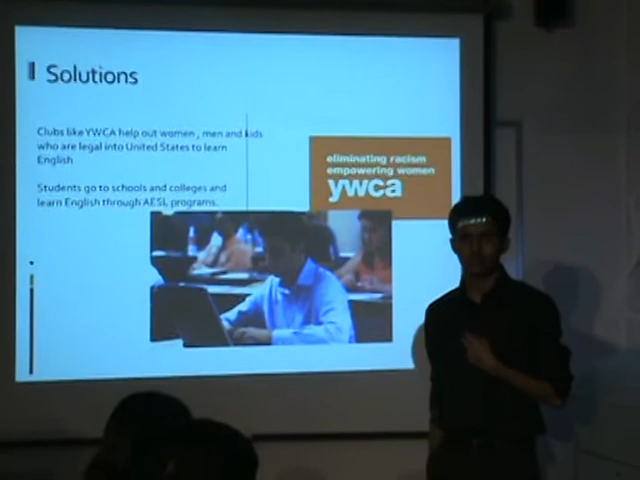 Solutions
Clubs like YWCA help out women , men and kids
who are legal into United States to learn
English
Students go to schools and colleges and
learn English through AESL programs.
eliminating racism
empowering women
ywca